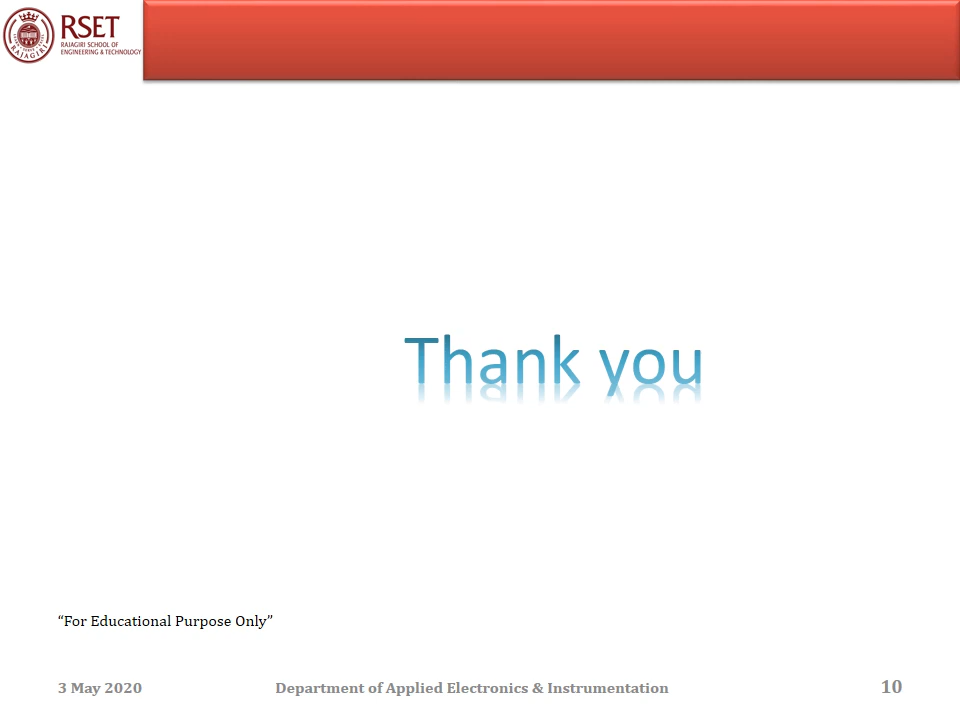 RSET
RAJAGIRI SCHOOL OF
ENGINEERING & TECHNOLOGY
RAJAGIRI
Thank you
“For Educational Purpose Only”
3 May 2020
Department of Applied Electronics & Instrumentation
10